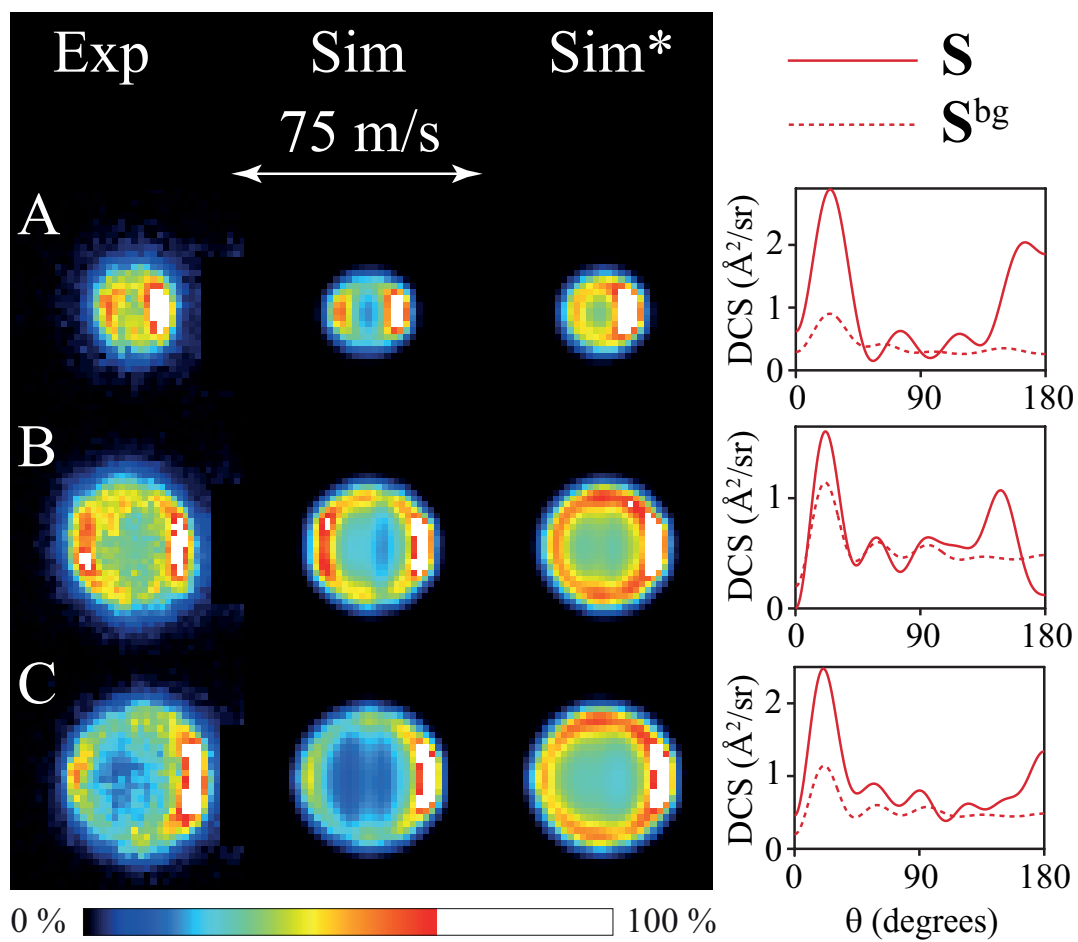 Exp Sim Sim*
75 m/s
S
S^bg
A
DCS (Å²/sr)
2
1
0
0 90 180
B
DCS (Å²/sr)
1
0
0 90 180
C
DCS (Å²/sr)
2
1
0
0 90 180
θ (degrees)
0 % 100 %